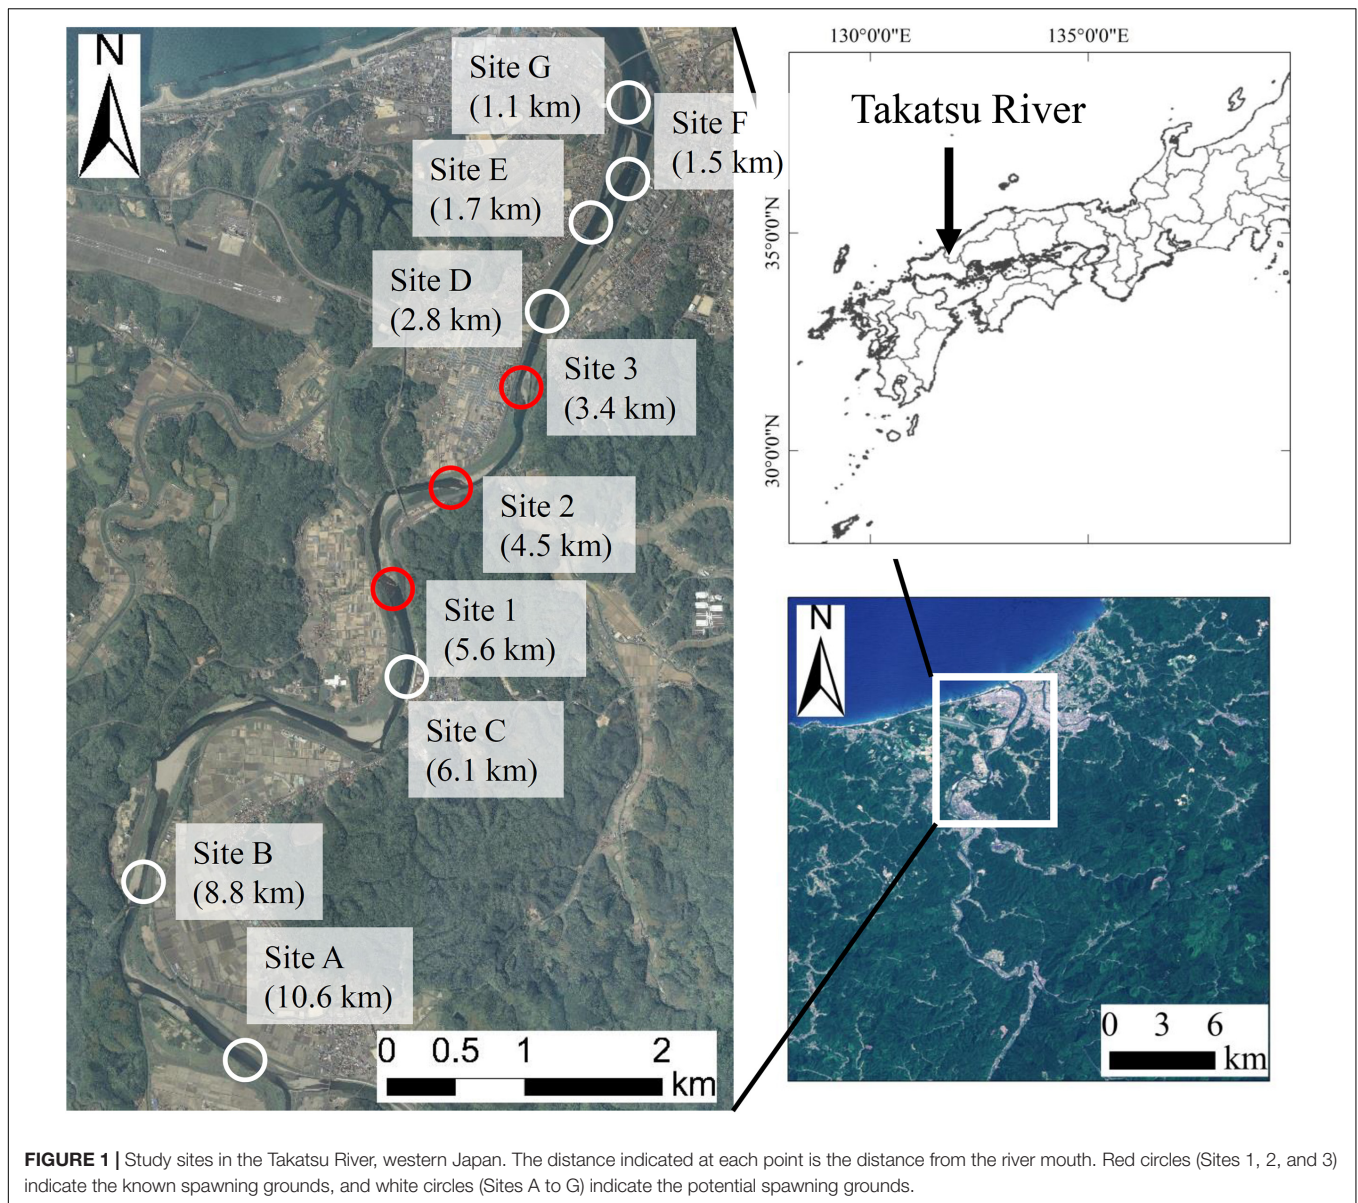 N
Site G
(1.1 km)
Site F
(1.5 km)
Site E
(1.7 km)
Site D
(2.8 km)
Site 3
(3.4 km)
Site 2
(4.5 km)
Site 1
(5.6 km)
Site C
(6.1 km)
Site B
(8.8 km)
Site A
(10.6 km)
0 0.5 1 2
km
130°0'0"E 135°0'0"E
Takatsu River
35°0'0"N
30°0'0"N
N
0 3 6
km
FIGURE 1 | Study sites in the Takatsu River, western Japan. The distance indicated at each point is the distance from the river mouth. Red circles (Sites 1, 2, and 3)
indicate the known spawning grounds, and white circles (Sites A to G) indicate the potential spawning grounds.